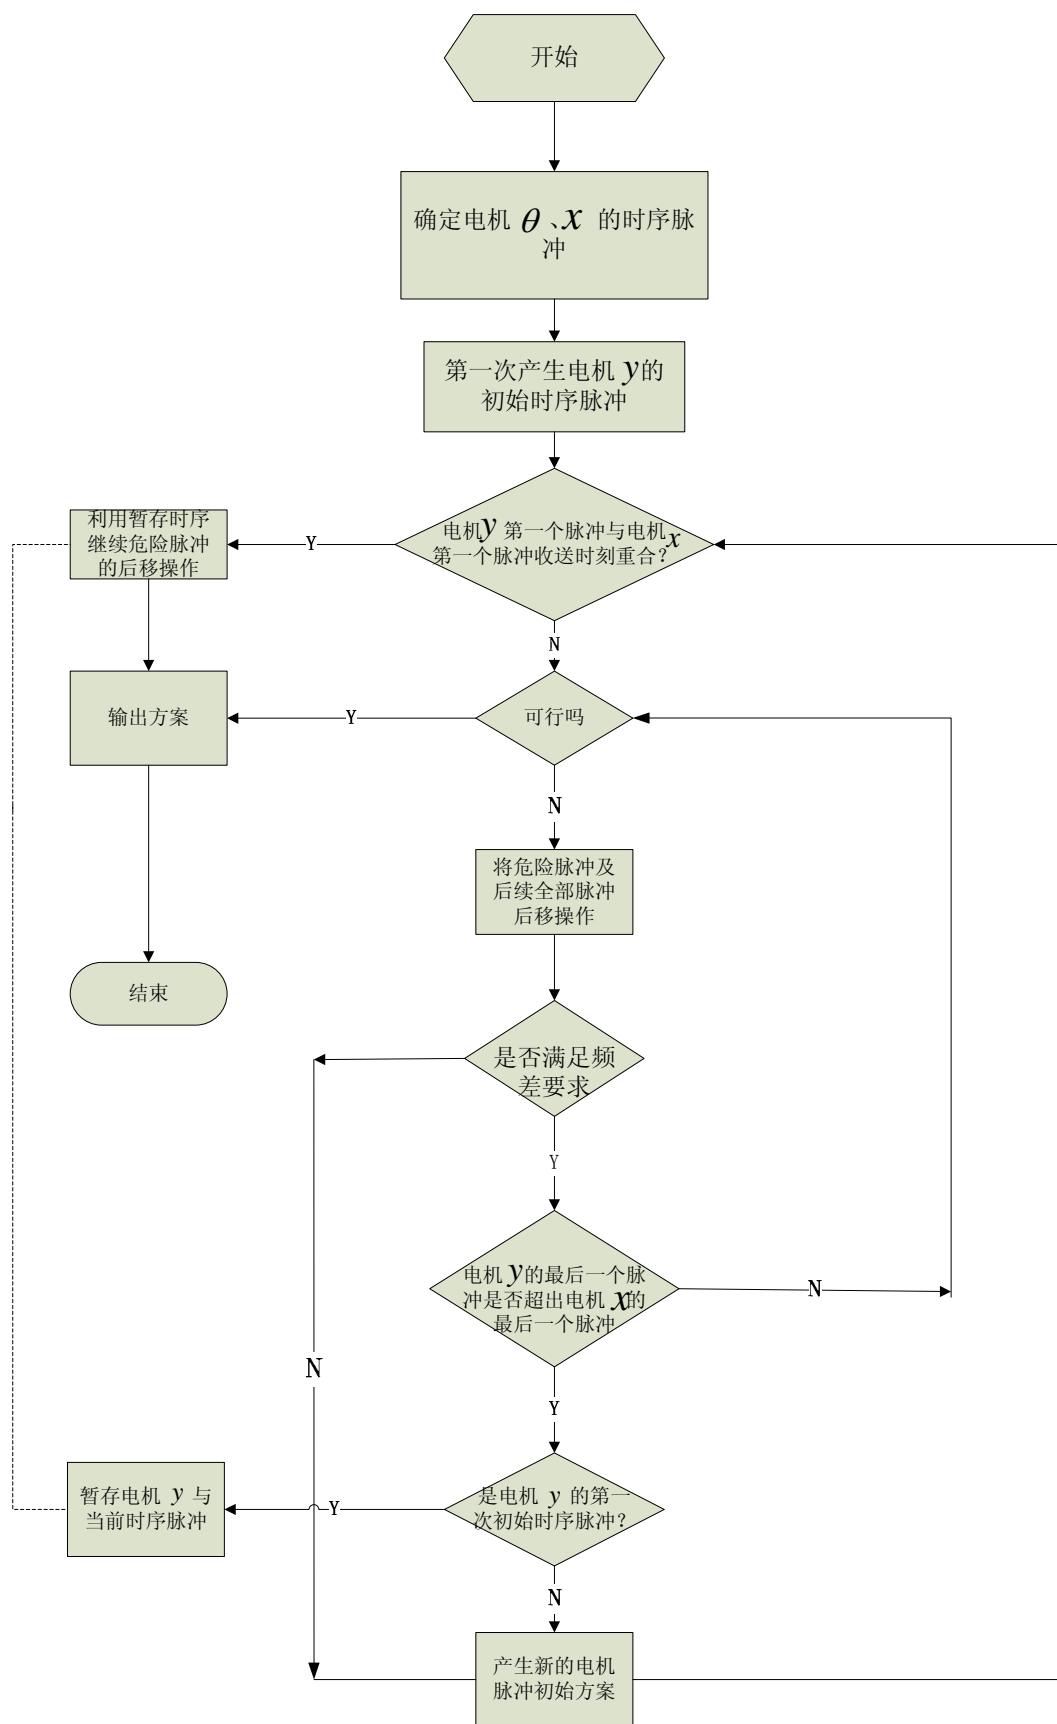 开始
确定电机 θ、x 的时序脉
冲
第一次产生电机 y的
初始时序脉冲
电机y 第一个脉冲与电机x
第一个脉冲收送时刻重合？
Y
利用暂存时序
继续危险脉冲
的后移操作
N
可行吗
Y
输出方案
N
将危险脉冲及
后续全部脉冲
后移操作
结束
是否满足频
差要求
Y
电机 y的最后一个脉
冲是否超出电机 x的
最后一个脉冲
N
N
Y
是电机 y 的第一
次初始时序脉冲？
Y
暂存电机 y 与
当前时序脉冲
N
产生新的电机
脉冲初始方案